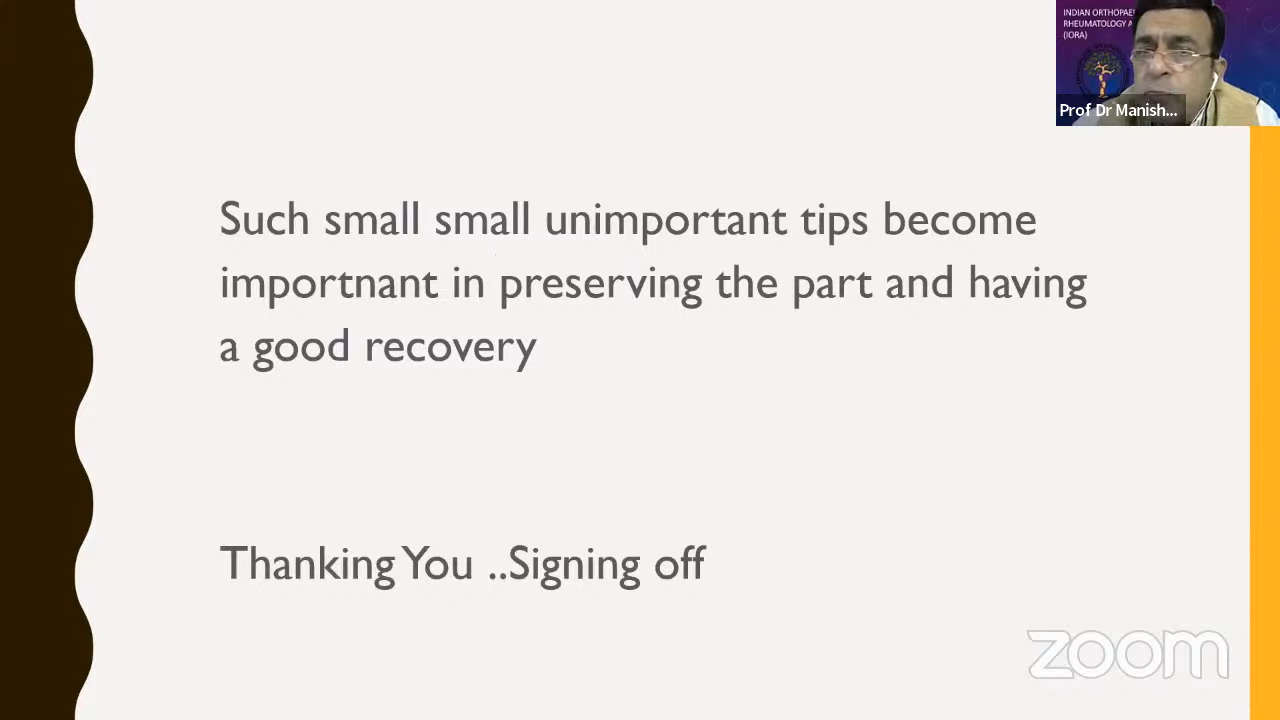 INDIAN ORTHOPAE
RHEUMATOLOGY A
(IORA)
Prof Dr Manish...
Such small small unimportant tips become
importnant in preserving the part and having
a good recovery
Thanking You ..Signing off
zoom